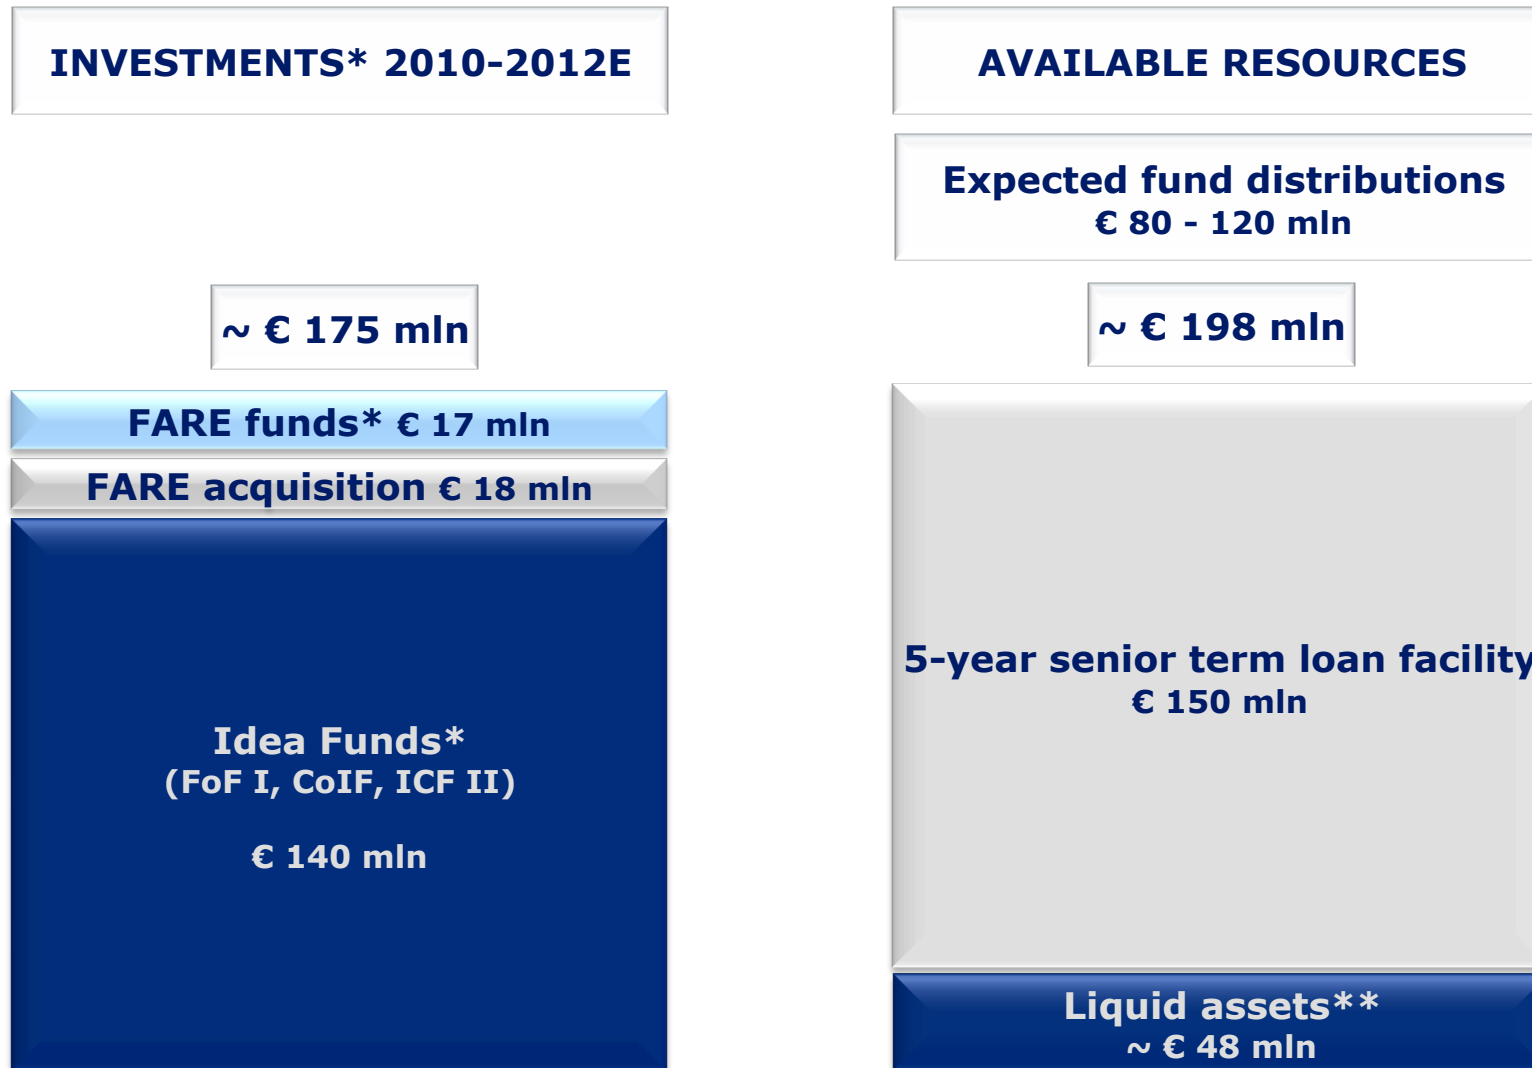 INVESTMENTS* 2010-2012E
~ € 175 mln
FARE funds* € 17 mln
FARE acquisition € 18 mln
Idea Funds*
(FoF I, CoIF, ICF II)
€ 140 mln
AVAILABLE RESOURCES
Expected fund distributions
€ 80 - 120 mln
~ € 198 mln
5-year senior term loan facility
€ 150 mln
Liquid assets**
~ € 48 mln